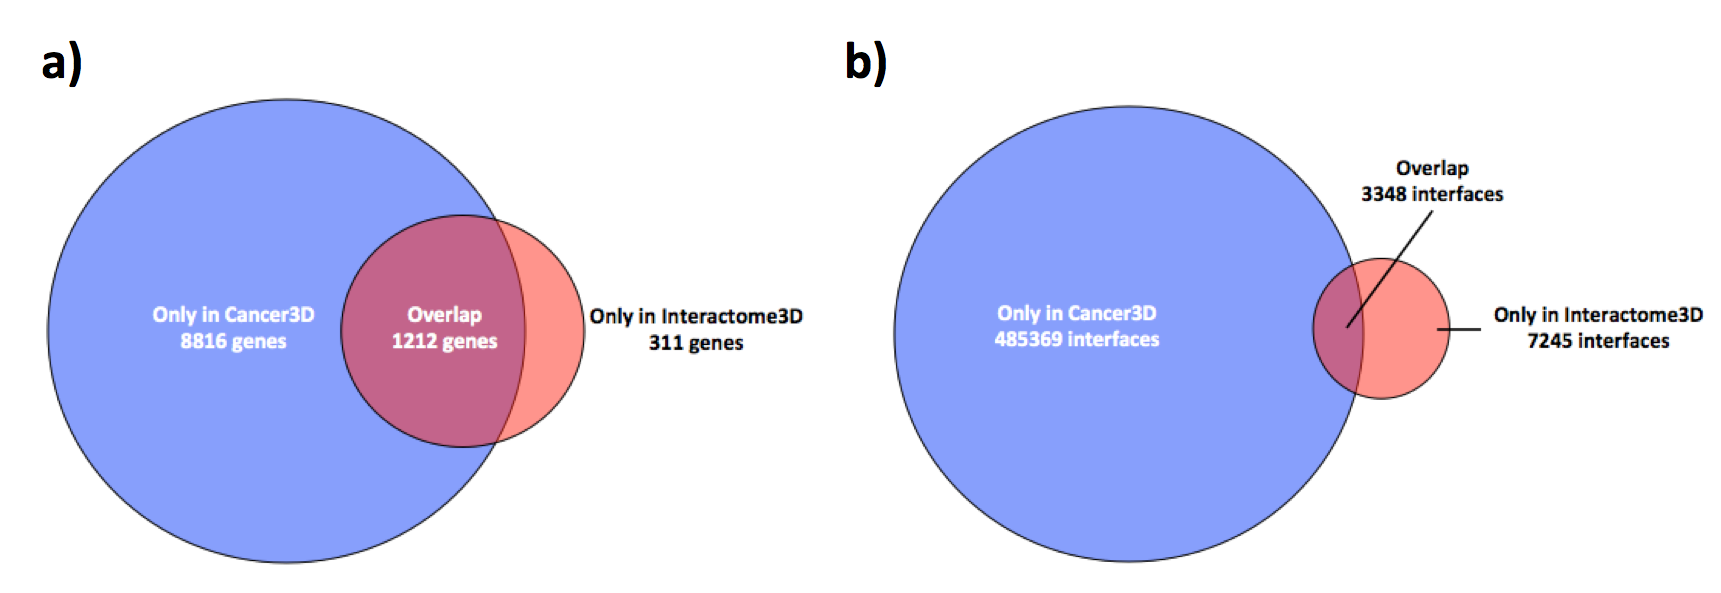 a)
Only in Cancer3D
8816 genes
Overlap
1212 genes
Only in Interactome3D
311 genes
b)
Overlap
3348 interfaces
Only in Cancer3D
485369 interfaces
Only in Interactome3D
7245 interfaces